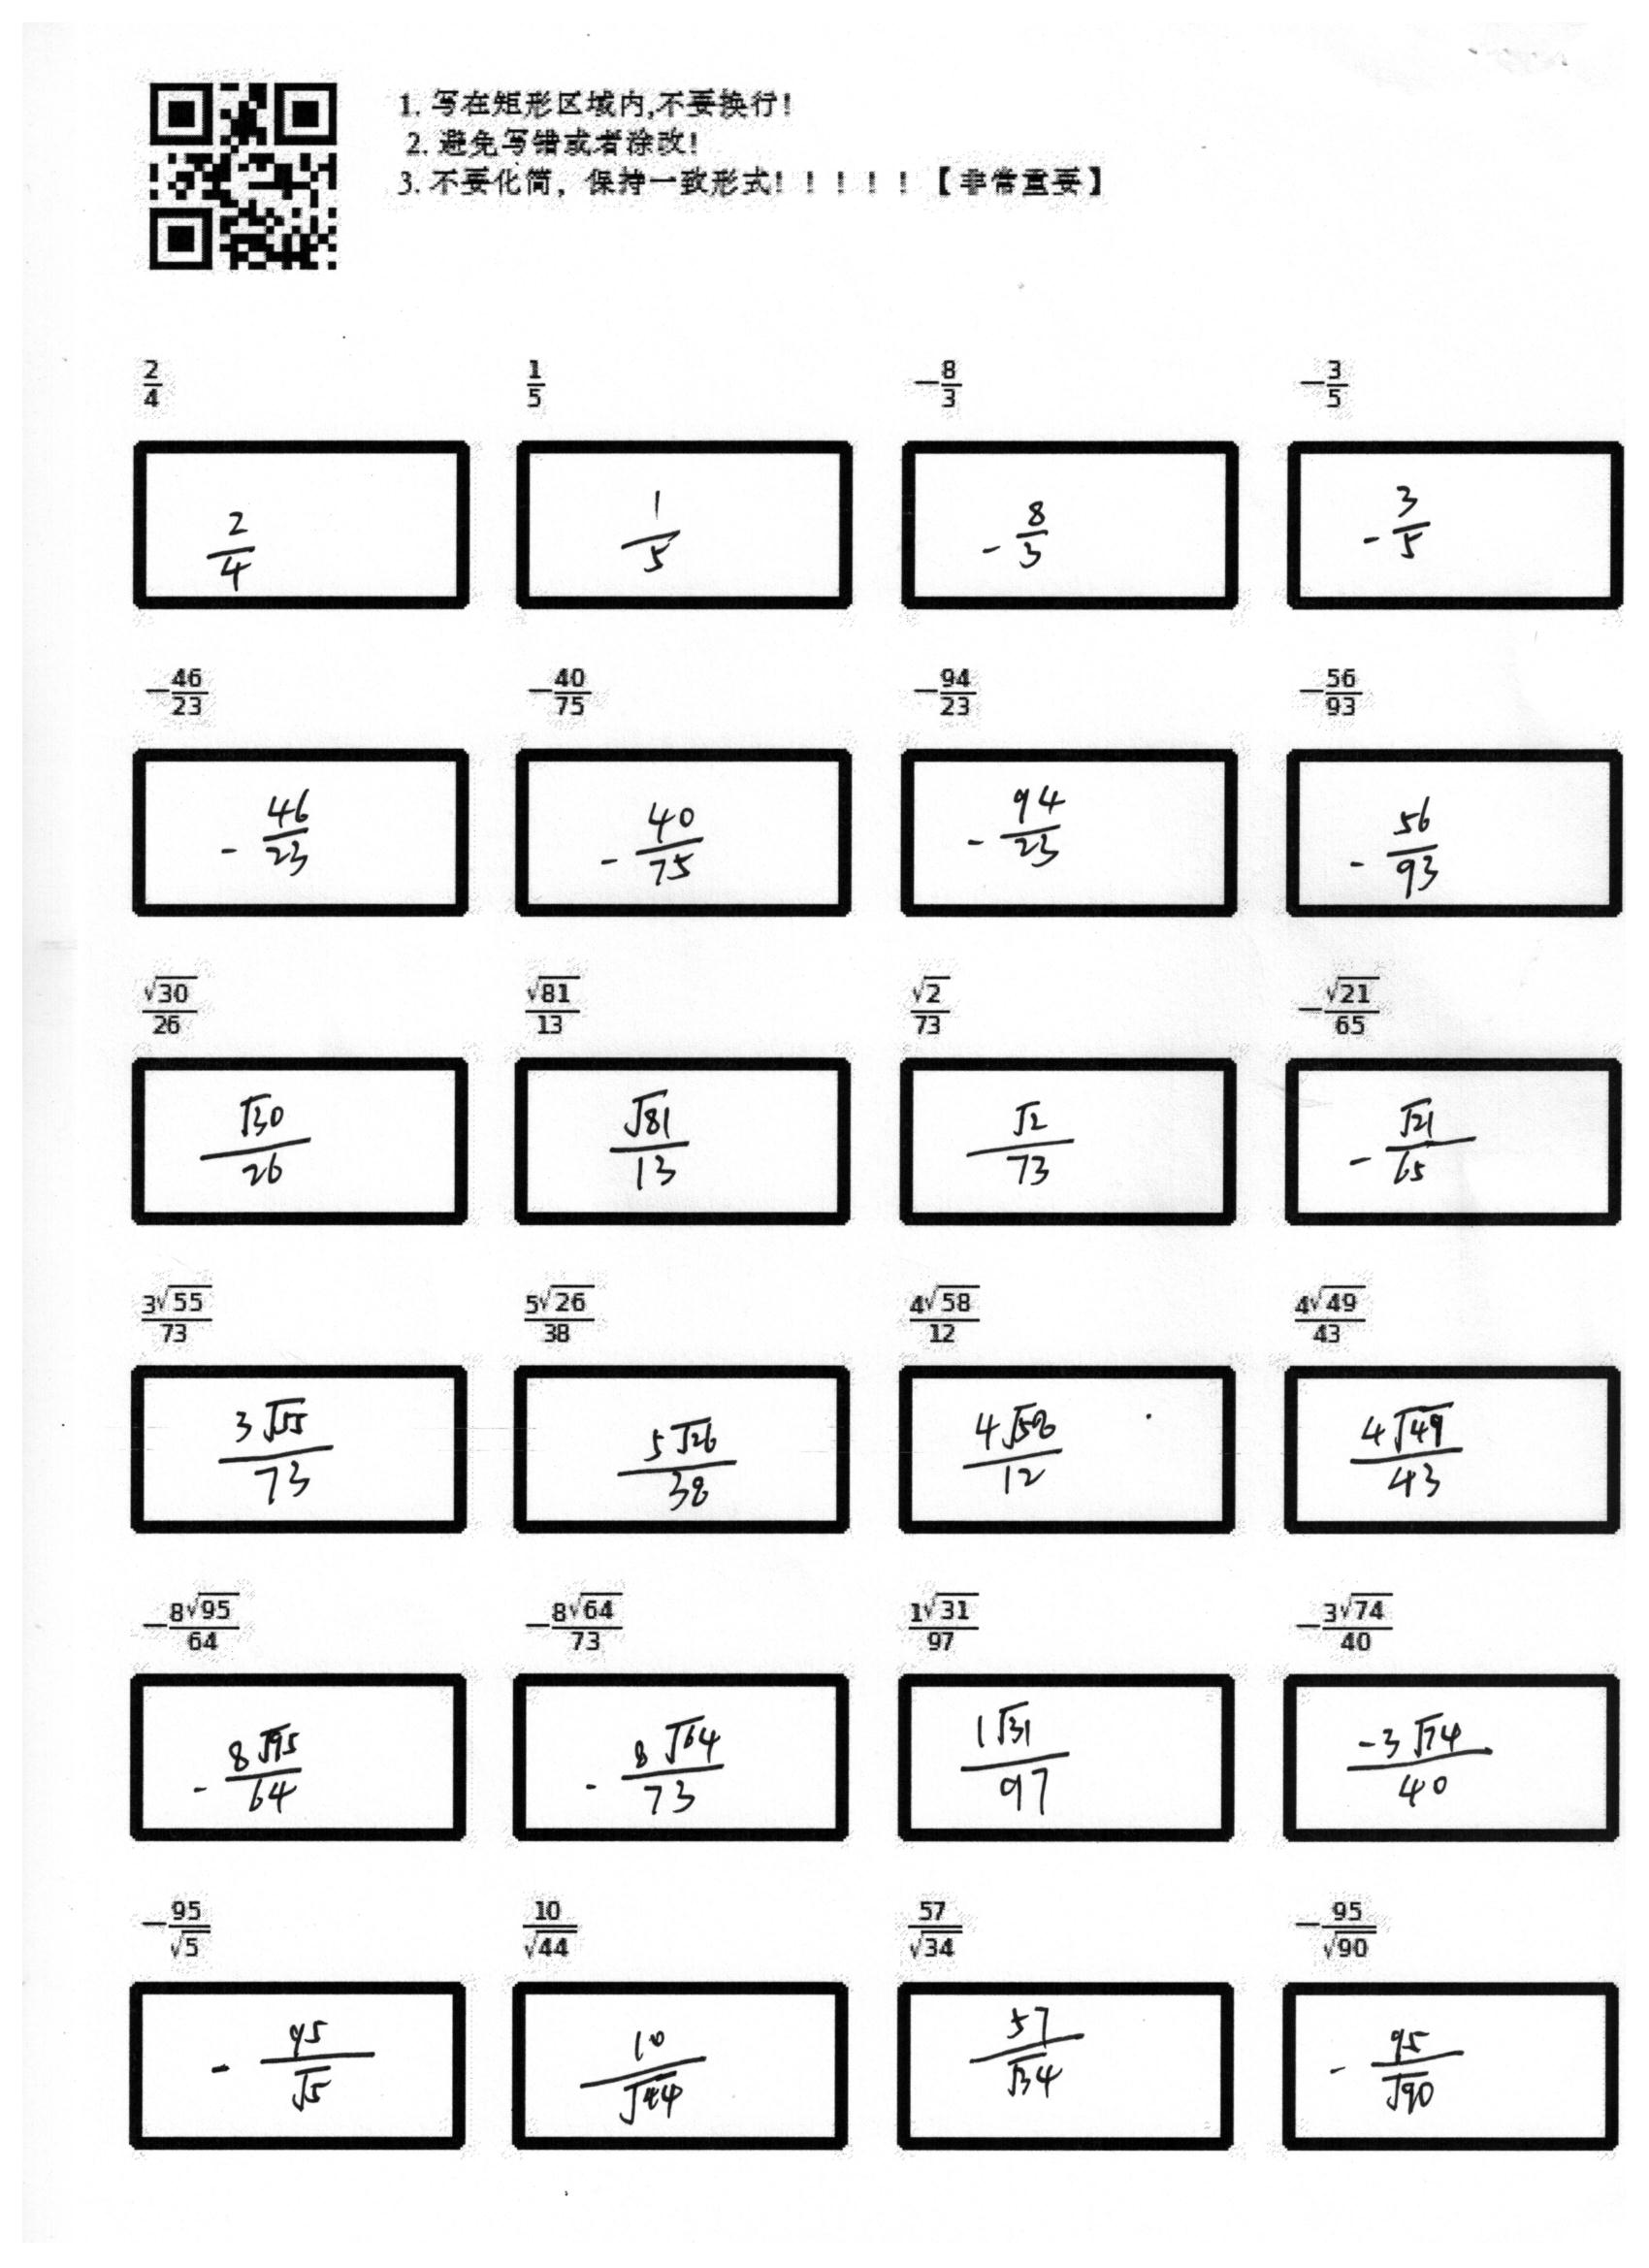 1. 写在矩形区域内,不要换行!
2. 避免写错或者涂改!
3. 不要化简，保持一致形式！！！！！【非常重要】
\frac{2}{4} \frac{1}{5} -\frac{8}{3} -\frac{3}{5}
\frac{2}{4} \frac{1}{5} -\frac{8}{3} -\frac{3}{5}
-\frac{46}{23} -\frac{40}{75} -\frac{94}{23} -\frac{56}{93}
-\frac{46}{23} -\frac{40}{75} -\frac{94}{23} -\frac{56}{93}
\frac{\sqrt{30}}{26} \frac{\sqrt{81}}{13} \frac{\sqrt{2}}{73} -\frac{\sqrt{21}}{65}
\frac{\sqrt{30}}{26} \frac{\sqrt{81}}{13} \frac{\sqrt{2}}{73} -\frac{\sqrt{21}}{65}
\frac{3\sqrt{55}}{73} \frac{5\sqrt{26}}{38} \frac{4\sqrt{58}}{12} \frac{4\sqrt{49}}{43}
\frac{3\sqrt{55}}{73} \frac{5\sqrt{26}}{38} \frac{4\sqrt{58}}{12} \frac{4\sqrt{49}}{43}
-\frac{8\sqrt{95}}{64} -\frac{8\sqrt{64}}{73} \frac{1\sqrt{31}}{97} -\frac{3\sqrt{74}}{40}
-\frac{8\sqrt{95}}{64} -\frac{8\sqrt{64}}{73} \frac{1\sqrt{31}}{97} \frac{-3\sqrt{74}}{40}
-\frac{95}{\sqrt{5}} \frac{10}{\sqrt{44}} \frac{57}{\sqrt{34}} -\frac{95}{\sqrt{90}}
-\frac{95}{\sqrt{5}} \frac{10}{\sqrt{44}} \frac{57}{\sqrt{34}} -\frac{95}{\sqrt{90}}